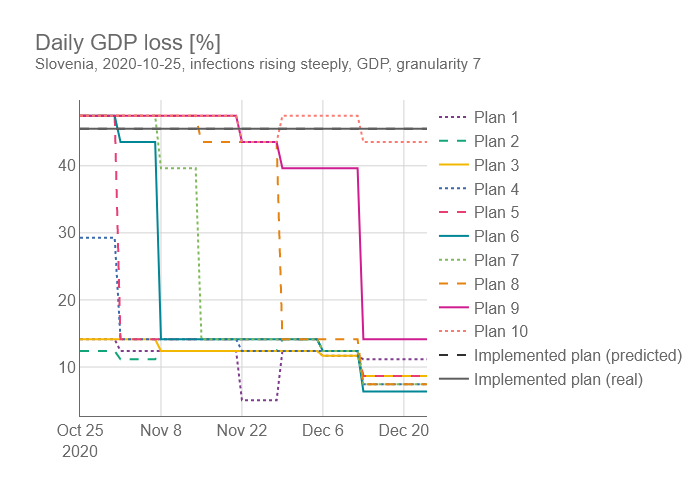 Daily GDP loss [%]
Slovenia, 2020-10-25, infections rising steeply, GDP, granularity 7
40
30
20
10
Oct 25
2020
Nov 8
Nov 22
Dec 6
Dec 20
Plan 1
Plan 2
Plan 3
Plan 4
Plan 5
Plan 6
Plan 7
Plan 8
Plan 9
Plan 10
Implemented plan (predicted)
Implemented plan (real)